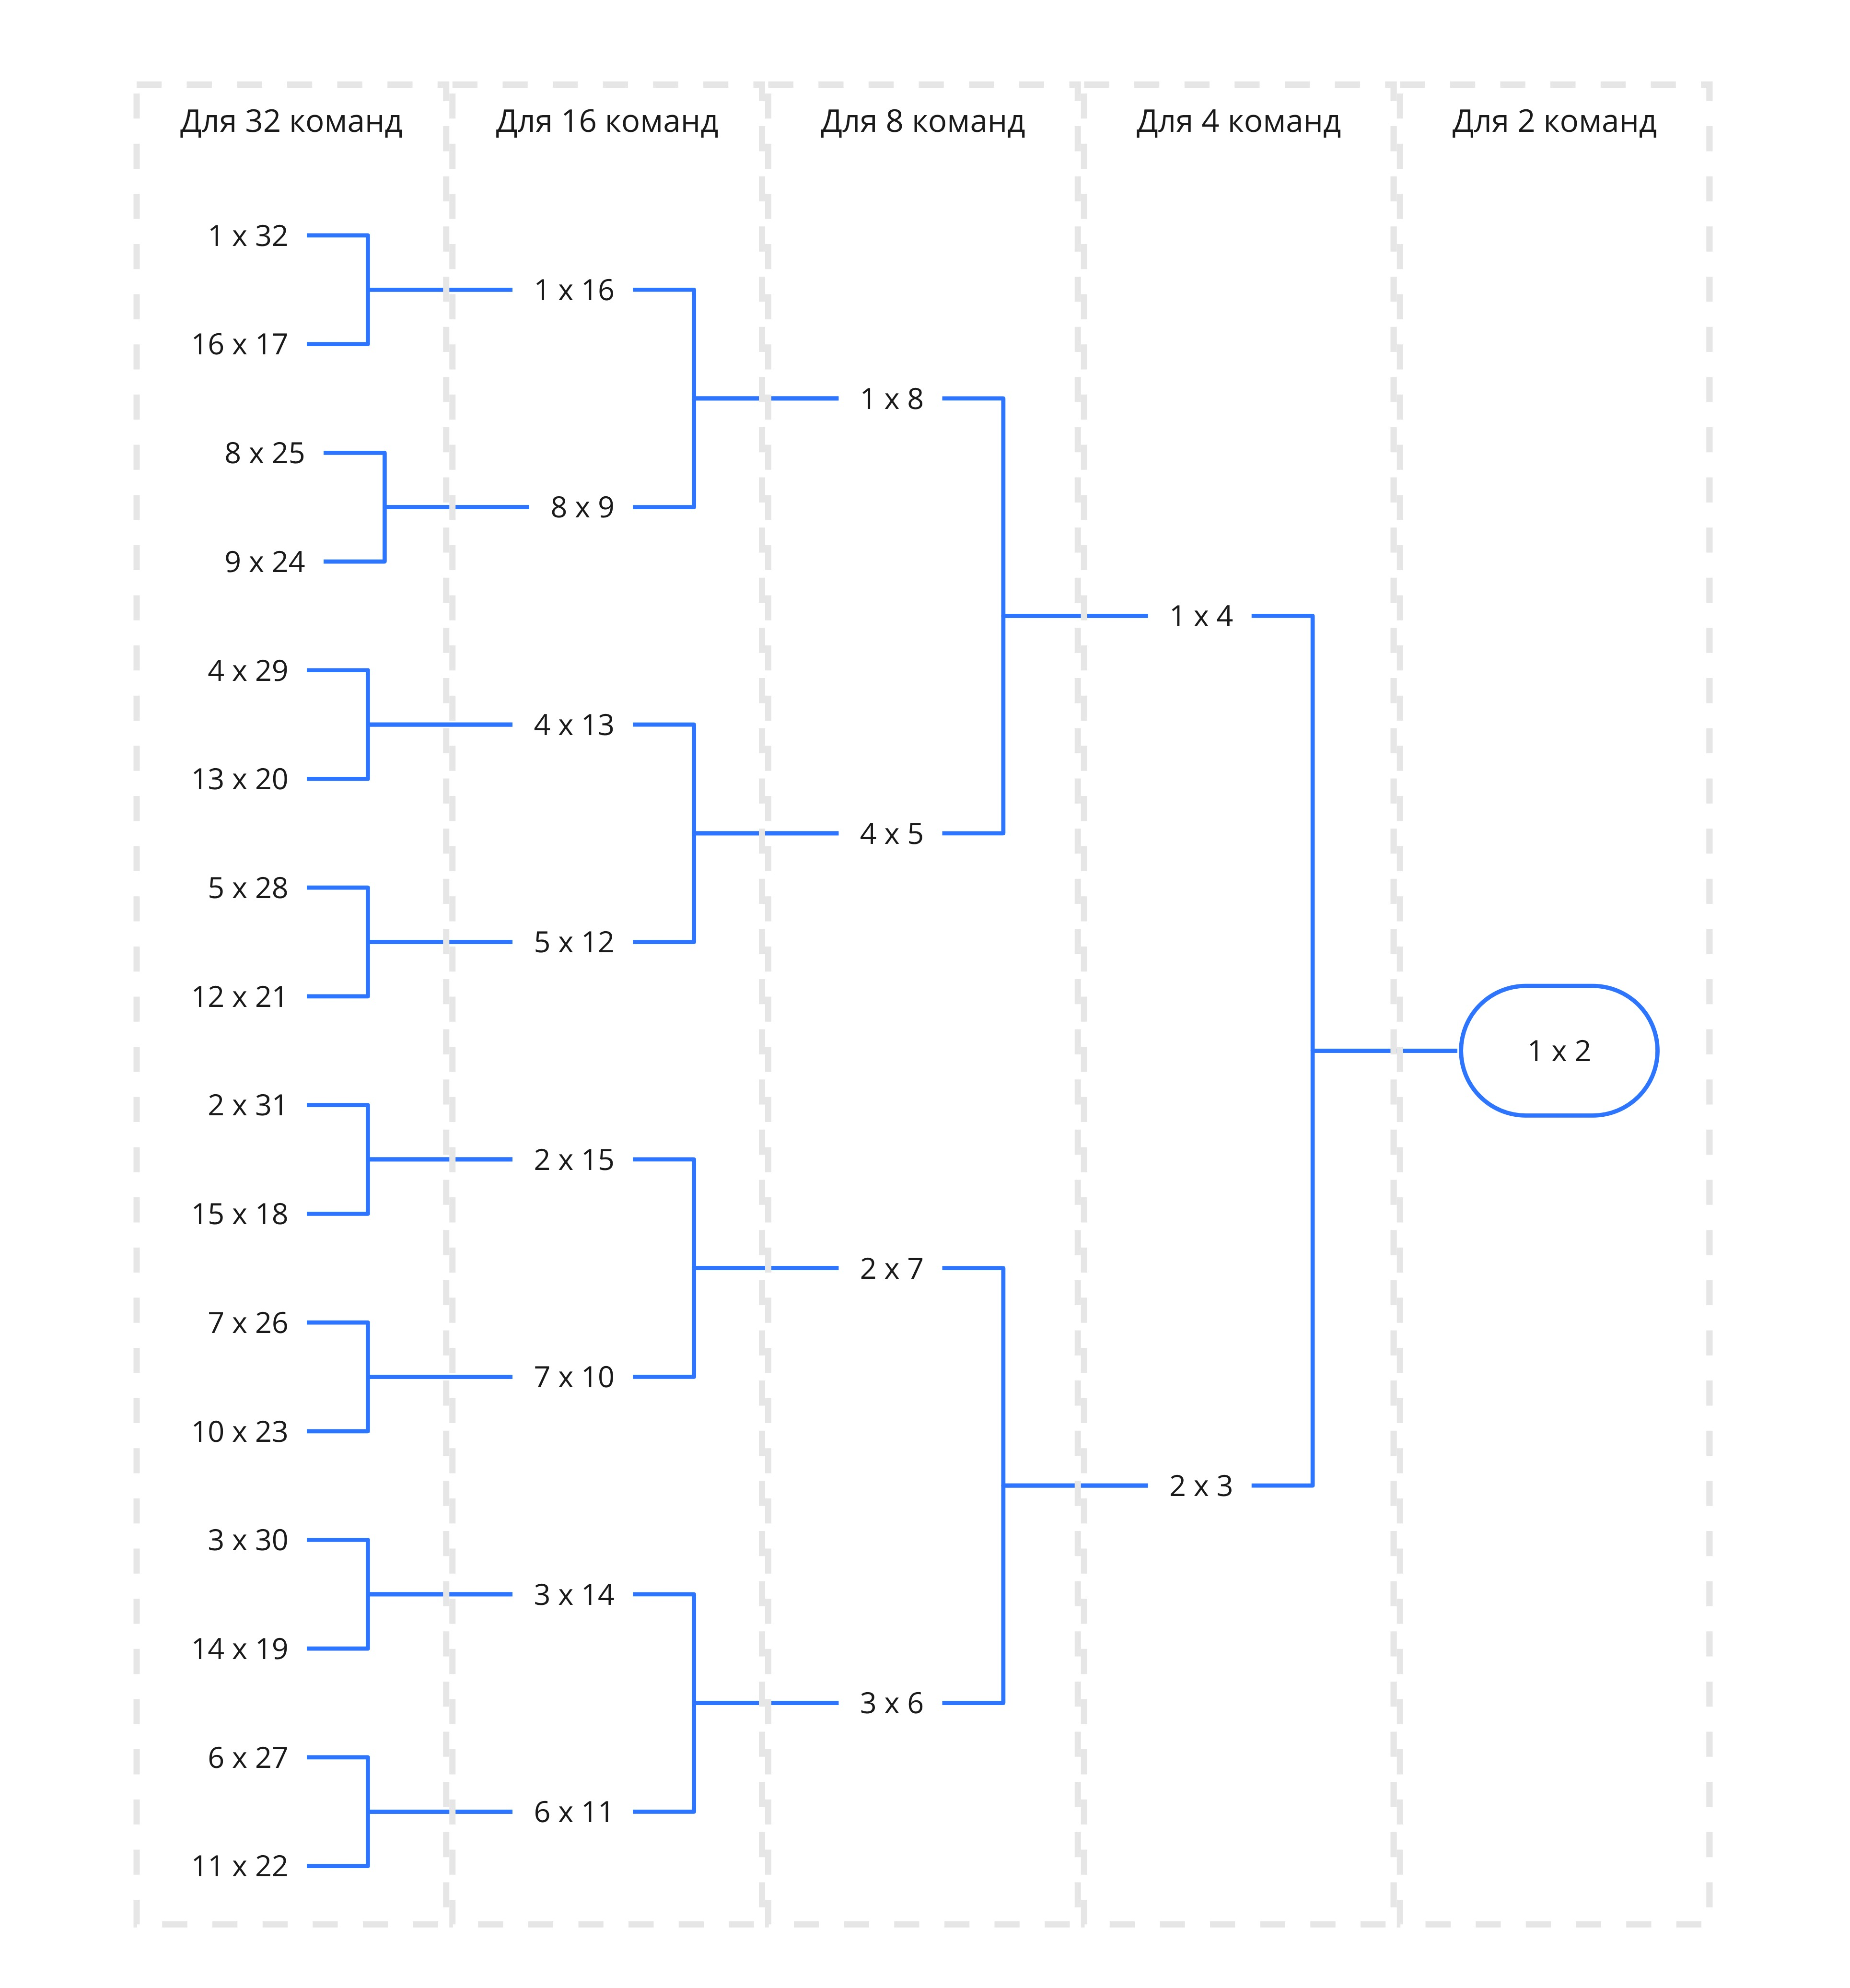 Для 32 команд
Для 16 команд
Для 8 команд
Для 4 команд
Для 2 команд
1 x 32
16 x 17
8 x 25
9 x 24
4 x 29
13 x 20
5 x 28
12 x 21
2 x 31
15 x 18
7 x 26
10 x 23
3 x 30
14 x 19
6 x 27
11 x 22
1 x 16
8 x 9
4 x 13
5 x 12
2 x 15
7 x 10
3 x 14
6 x 11
1 x 8
4 x 5
2 x 7
3 x 6
1 x 4
2 x 3
1 x 2